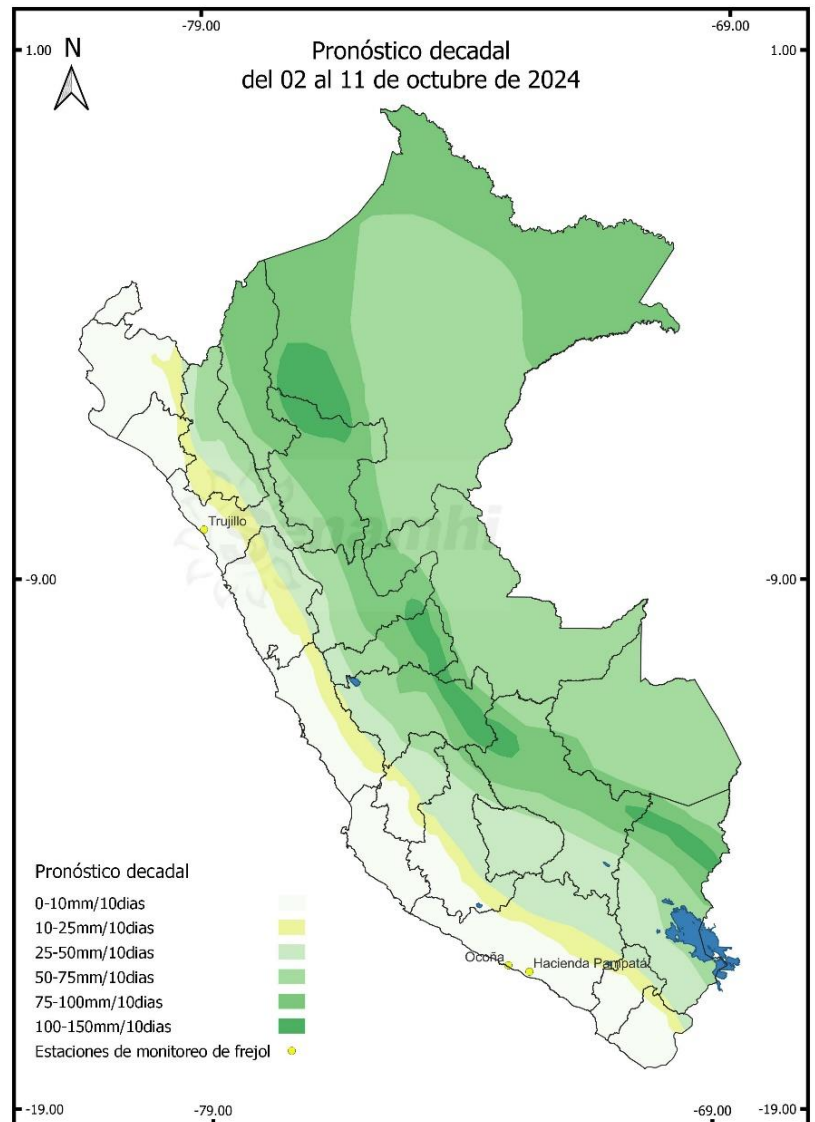 -79.00
-69.00
1.00
1.00
N
Pronóstico decadal
del 02 al 11 de octubre de 2024
Trujillo
Senamhi
-9.00
-9.00
Pronóstico decadal
0-10mm/10dias
10-25mm/10dias
25-50mm/10dias
50-75mm/10dias
75-100mm/10dias
100-150mm/10dias
Estaciones de monitoreo de frejol
Ocoña
Hacienda Pampata
-19.00
-79.00
-69.00
-19.00